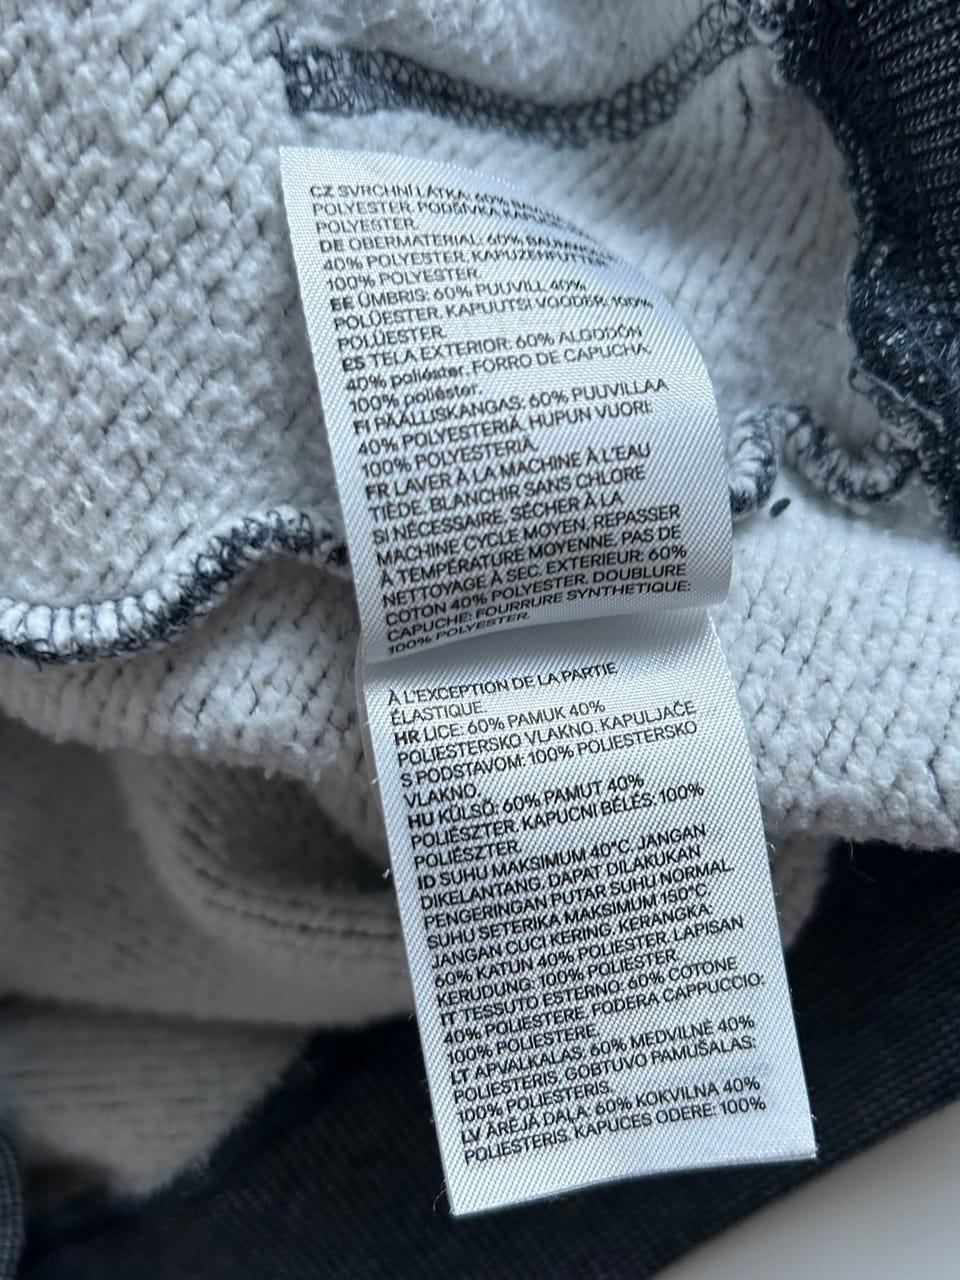 CZ SVRCHNÍ LÁTKA: 60%
POLYESTER. PODŠÍVKA
POLYESTER.
DE OBERMATERIAL: 60%
40% POLYESTER. KAPUZENFUTTER:
100% POLYESTER.
EE ÜMBRIS: 60% PUUVILL 40%
POLÜESTER. KAPUUTSI VOODER: 100%
POLÜESTER.
ES TELA EXTERIOR: 60% ALGODÓN
40% poliéster. FORRO DE CAPUCHA:
100% poliéster.
FI PÄÄLLISKANGAS: 60% PUUVILLAA
40% POLYESTERIÄ, HUPUN VUORI:
100% POLYESTERIÄ.
FR LAVER À LA MACHINE À L'EAU
TIÈDE, BLANCHIR SANS CHLORE
SI NÉCESSAIRE, SÉCHER À LA
MACHINE CYCLE MOYEN, REPASSER
À TEMPÉRATURE MOYENNE, PAS DE
NETTOYAGE À SEC. EXTERIEUR: 60%
COTON 40% POLYESTER. DOUBLURE
CAPUCHE: FOURRURE SYNTHETIQUE:
100% POLYESTER.
À L'EXCEPTION DE LA PARTIE
ÉLASTIQUE
HR LICE: 60% PAMUK 40%
POLIESTERSKO VLAKNO. KAPULJAČE
S PODSTAVOM: 100% POLIESTERSKO
VLAKNO.
HU KÜLSŐ: 60% PAMUT 40%
POLIÉSZTER. KAPUCNI BÉLÉS: 100%
POLIÉSZTER.
ID SUHU MAKSIMUM 40°C, JANGAN
DIKELANTANG, DAPAT DILAKUKAN
PENGERINGAN PUTAR SUHU NORMAL,
SUHU SETERIKA MAKSIMUM 150°C
JANGAN CUCI KERING, KERANGKA:
60% KATUN 40% POLIESTER, LAPISAN
KERUDUNG: 100% POLIESTER.
IT TESSUTO ESTERNO: 60% COTONE
40% POLIESTERE. FODERA CAPPUCCIO:
100% POLIESTERE
LT APVALKALAS: 60% MEDVILNĖ 40%
POLIESTERIS. GOBTUVO PAMUŠALAS:
100% POLIESTERIS.
LV ĀRĒJĀ DAĻA: 60% KOKVILNA 40%
POLIESTERIS. KAPUCES ODERE: 100%